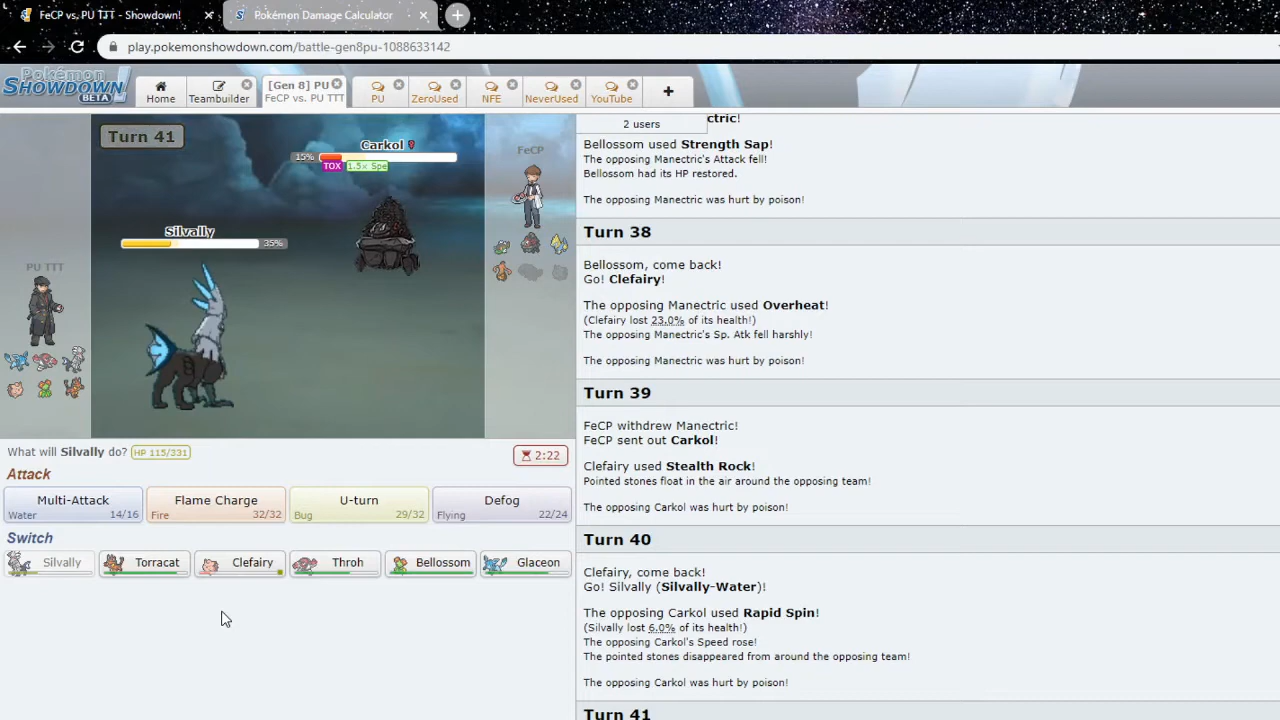 FeCP vs. PU TTT - Showdown!
Pokémon Damage Calculator
play.pokemonshowdown.com/battle-gen8pu-1088633142
Pokémon
SHOWDOWN
BETA
Home
Teambuilder
[Gen 8] PU
FeCP vs. PU TTT
PU
ZeroUsed
NFE
NeverUsed
YouTube
Turn 41
Carkol
15%
TOX 1.5× Spe
FeCP
Silvally
35%
PU TTT
What will Silvally do? HP 115/331
2:22
Attack
Multi-Attack
Water 14/16
Flame Charge
Fire 32/32
U-turn
Bug 29/32
Defog
Flying 22/24
Switch
Silvally
Torracat
Clefairy
Throh
Bellossom
Glaceon
2 users
ctric!
Bellossom used Strength Sap!
The opposing Manectric's Attack fell!
Bellossom had its HP restored.
The opposing Manectric was hurt by poison!
Turn 38
Bellossom, come back!
Go! Clefairy!
The opposing Manectric used Overheat!
(Clefairy lost 23.0% of its health!)
The opposing Manectric's Sp. Atk fell harshly!
The opposing Manectric was hurt by poison!
Turn 39
FeCP withdrew Manectric!
FeCP sent out Carkol!
Clefairy used Stealth Rock!
Pointed stones float in the air around the opposing team!
The opposing Carkol was hurt by poison!
Turn 40
Clefairy, come back!
Go! Silvally (Silvally-Water)!
The opposing Carkol used Rapid Spin!
(Silvally lost 6.0% of its health!)
The opposing Carkol's Speed rose!
The pointed stones disappeared from around the opposing team!
The opposing Carkol was hurt by poison!
Turn 41